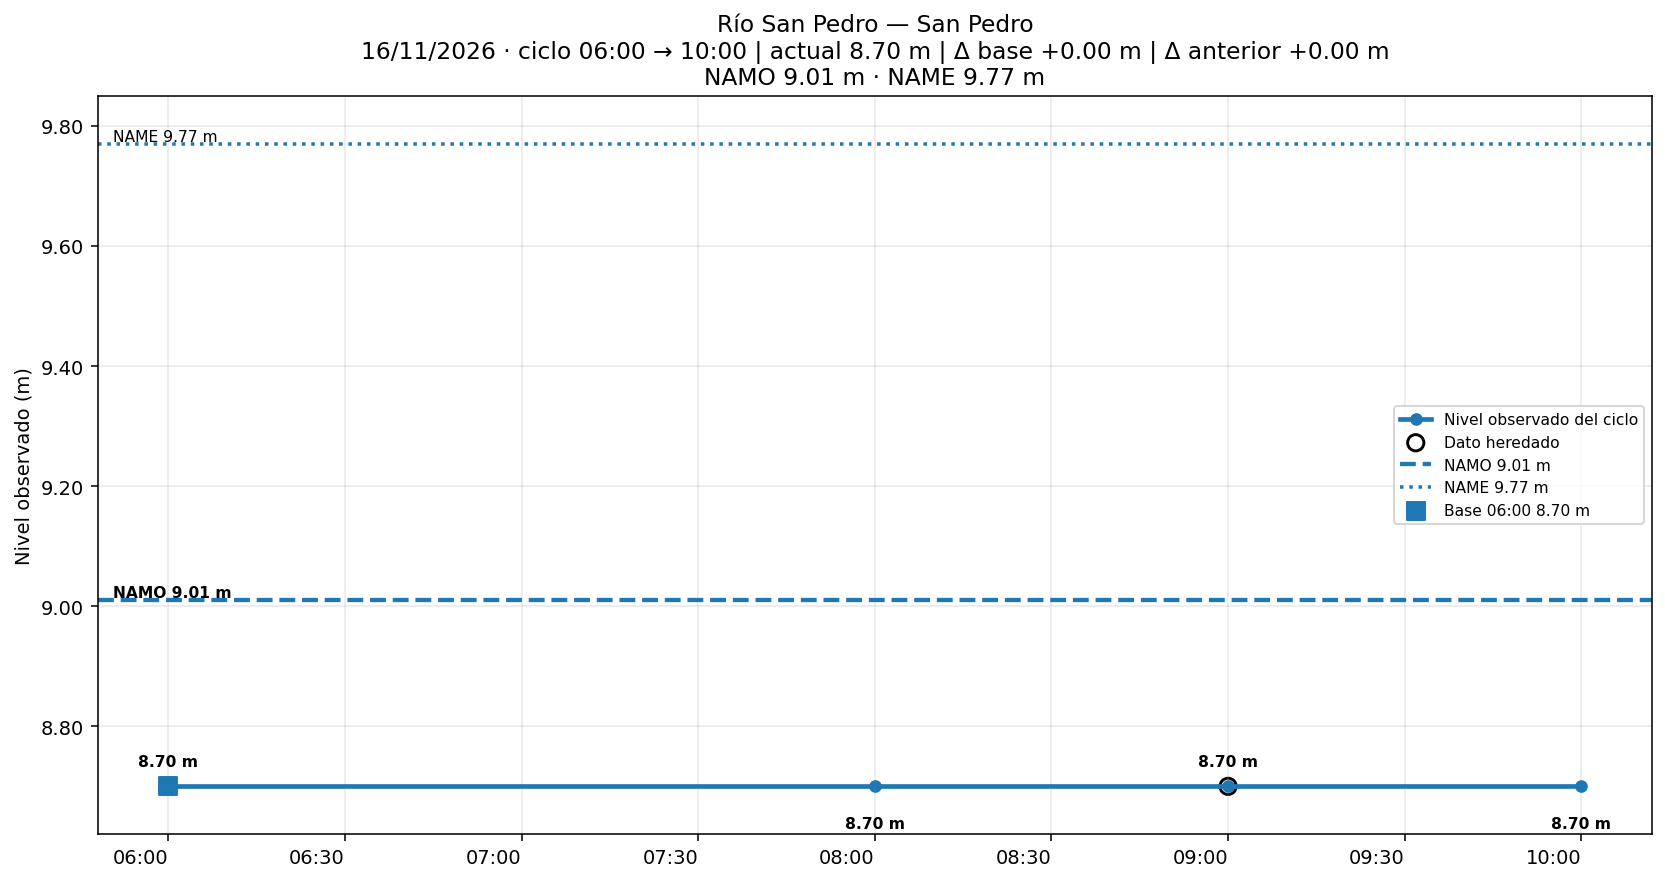 Río San Pedro — San Pedro
16/11/2026 · ciclo 06:00 → 10:00 | actual 8.70 m | Δ base +0.00 m | Δ anterior +0.00 m
NAMO 9.01 m · NAME 9.77 m
Nivel observado (m)
9.80
9.60
9.40
9.20
9.00
8.80
NAME 9.77 m
NAMO 9.01 m
Nivel observado del ciclo
Dato heredado
NAMO 9.01 m
NAME 9.77 m
Base 06:00 8.70 m
8.70 m
8.70 m
8.70 m
8.70 m
06:00
06:30
07:00
07:30
08:00
08:30
09:00
09:30
10:00